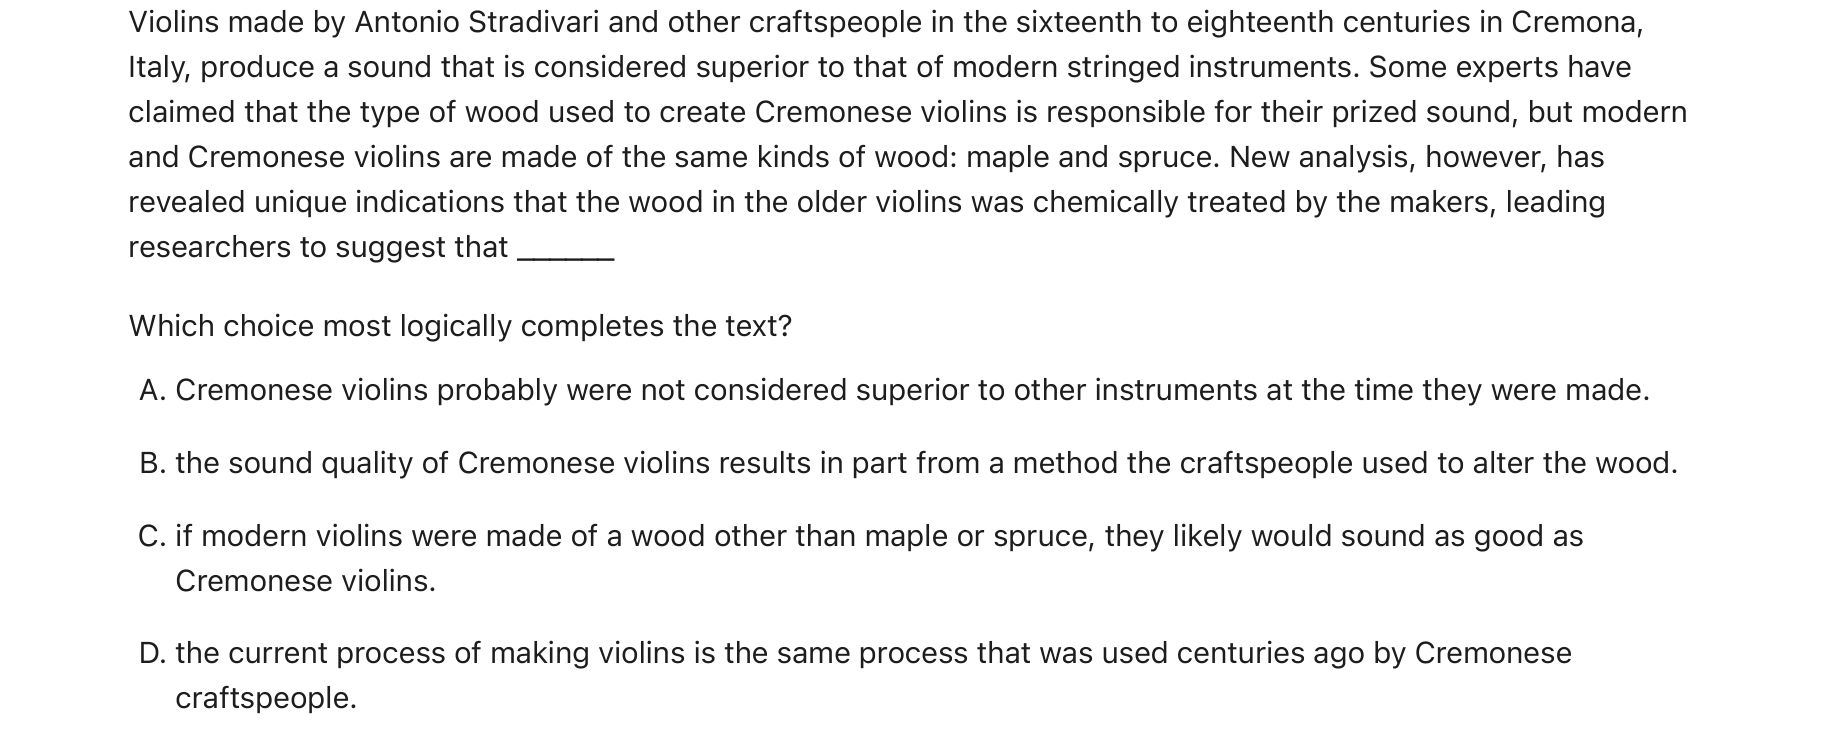 Violins made by Antonio Stradivari and other craftspeople in the sixteenth to eighteenth centuries in Cremona,
Italy, produce a sound that is considered superior to that of modern stringed instruments. Some experts have
claimed that the type of wood used to create Cremonese violins is responsible for their prized sound, but modern
and Cremonese violins are made of the same kinds of wood: maple and spruce. New analysis, however, has
revealed unique indications that the wood in the older violins was chemically treated by the makers, leading
researchers to suggest that ______
Which choice most logically completes the text?
A. Cremonese violins probably were not considered superior to other instruments at the time they were made.
B. the sound quality of Cremonese violins results in part from a method the craftspeople used to alter the wood.
C. if modern violins were made of a wood other than maple or spruce, they likely would sound as good as
Cremonese violins.
D. the current process of making violins is the same process that was used centuries ago by Cremonese
craftspeople.